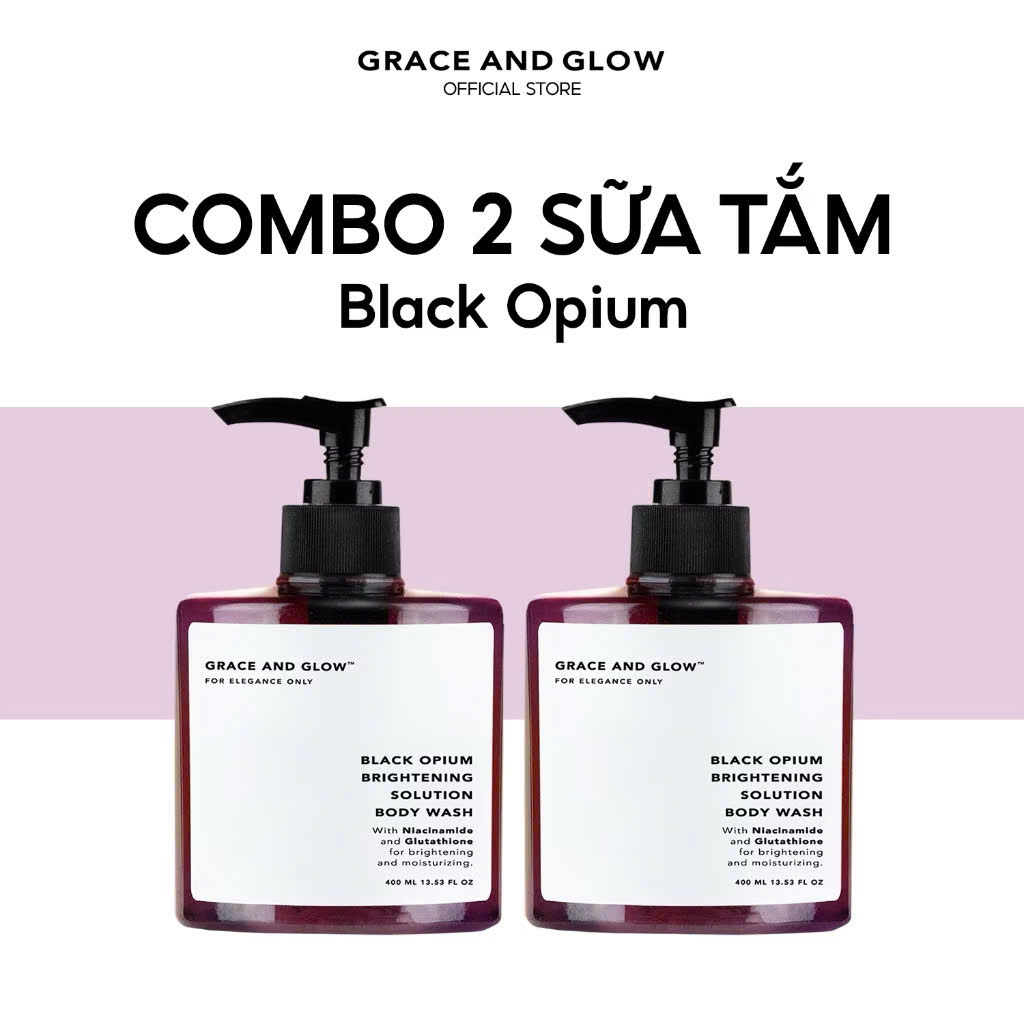 GRACE AND GLOW
OFFICIAL STORE
COMBO 2 SỮA TẮM
Black Opium
GRACE AND GLOW™
FOR ELEGANCE ONLY
BLACK OPIUM
BRIGHTENING
SOLUTION
BODY WASH
With Niacinamide
and Glutathione
for brightening
and moisturizing.
400 ML 13.53 FL OZ
GRACE AND GLOW™
FOR ELEGANCE ONLY
BLACK OPIUM
BRIGHTENING
SOLUTION
BODY WASH
With Niacinamide
and Glutathione
for brightening
and moisturizing.
400 ML 13.53 FL OZ